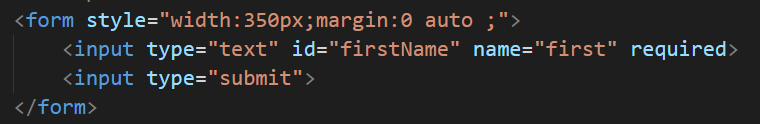 <form style="width:350px;margin:0 auto ;">
<input type="text" id="firstName" name="first" required>
<input type="submit">
</form>